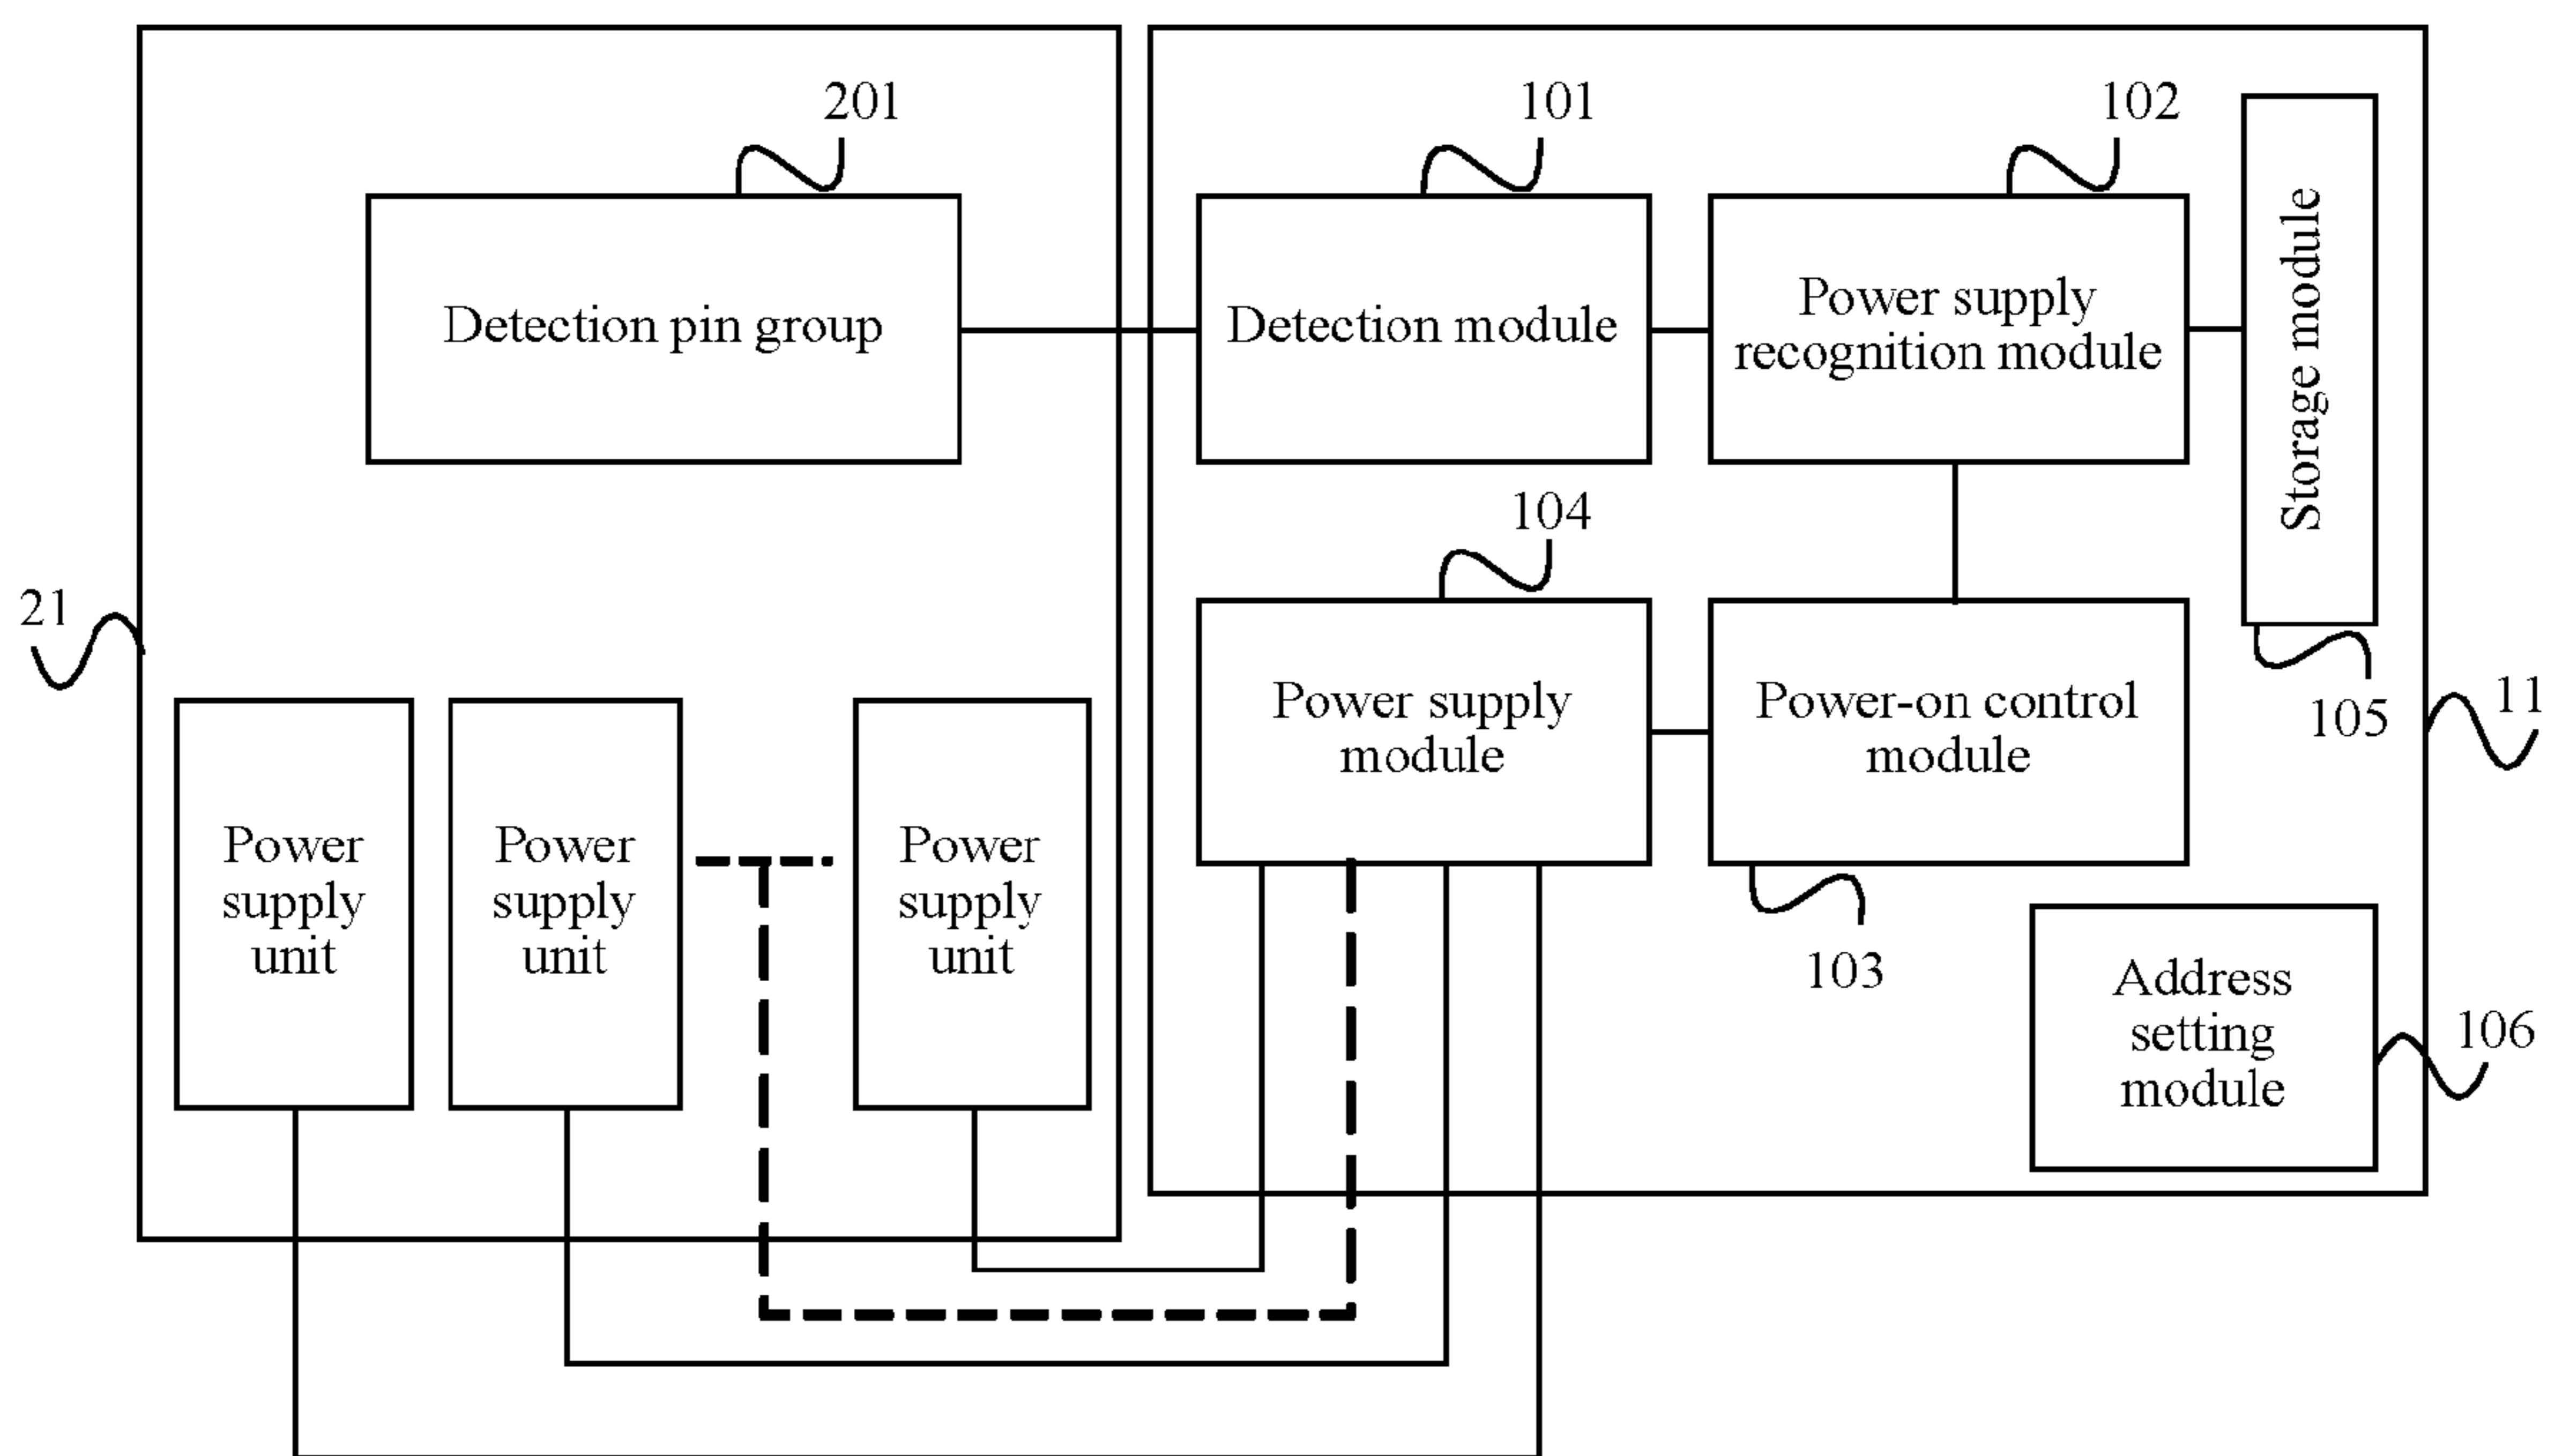 201
101
102
Detection pin group
Detection module
Power supply
recognition module
Storage module
104
21
Power supply
module
Power-on control
module
105
11
Power
supply
unit
Power
supply
unit
Power
supply
unit
103
Address
setting
module
106